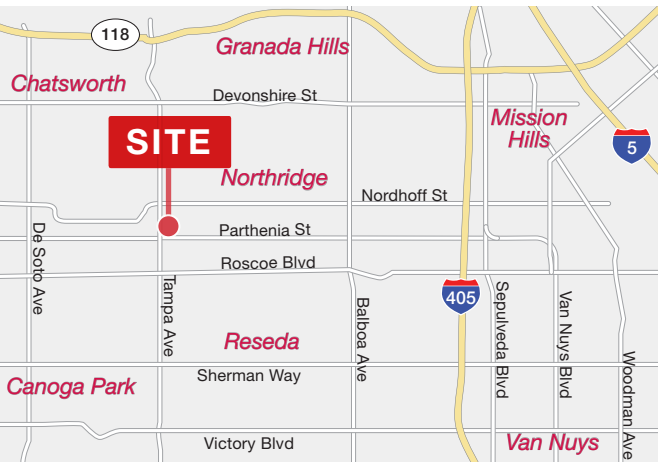 118
Granada Hills
Chatsworth
Devonshire St
Mission
Hills
SITE
5
Northridge
Nordhoff St
Parthenia St
De Soto Ave
Roscoe Blvd
Tampa Ave
405
Sepulveda Blvd
Van Nuys Blvd
Balboa Ave
Reseda
Woodman Ave
Sherman Way
Canoga Park
Victory Blvd
Van Nuys